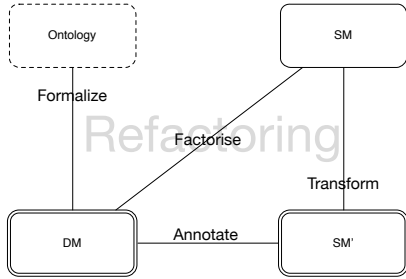 Ontology
SM
Formalize
Refactoring
Factorise
Transform
Annotate
DM
SM'